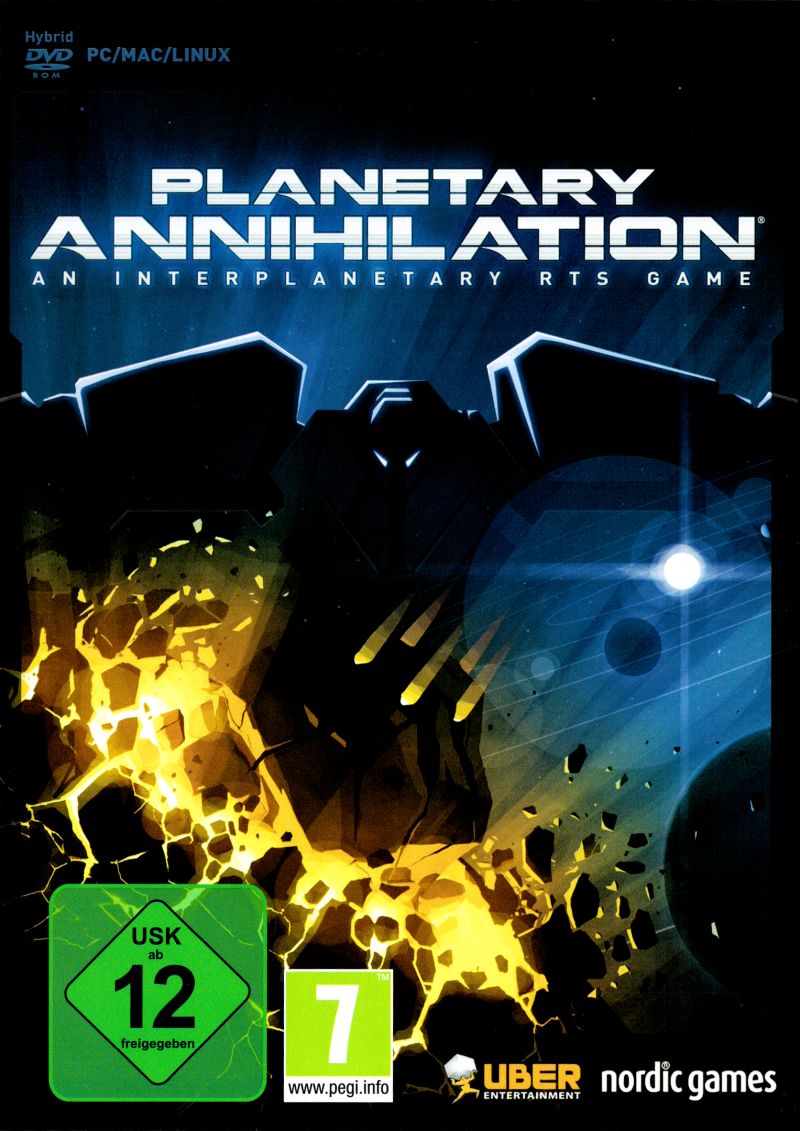 Hybrid
DVD
ROM
PC/MAC/LINUX
PLANETARY
ANNIHILATION®
AN INTERPLANETARY RTS GAME
USK
ab
12
freigegeben
7
TM
www.pegi.info
UBER
ENTERTAINMENT
nordic® games